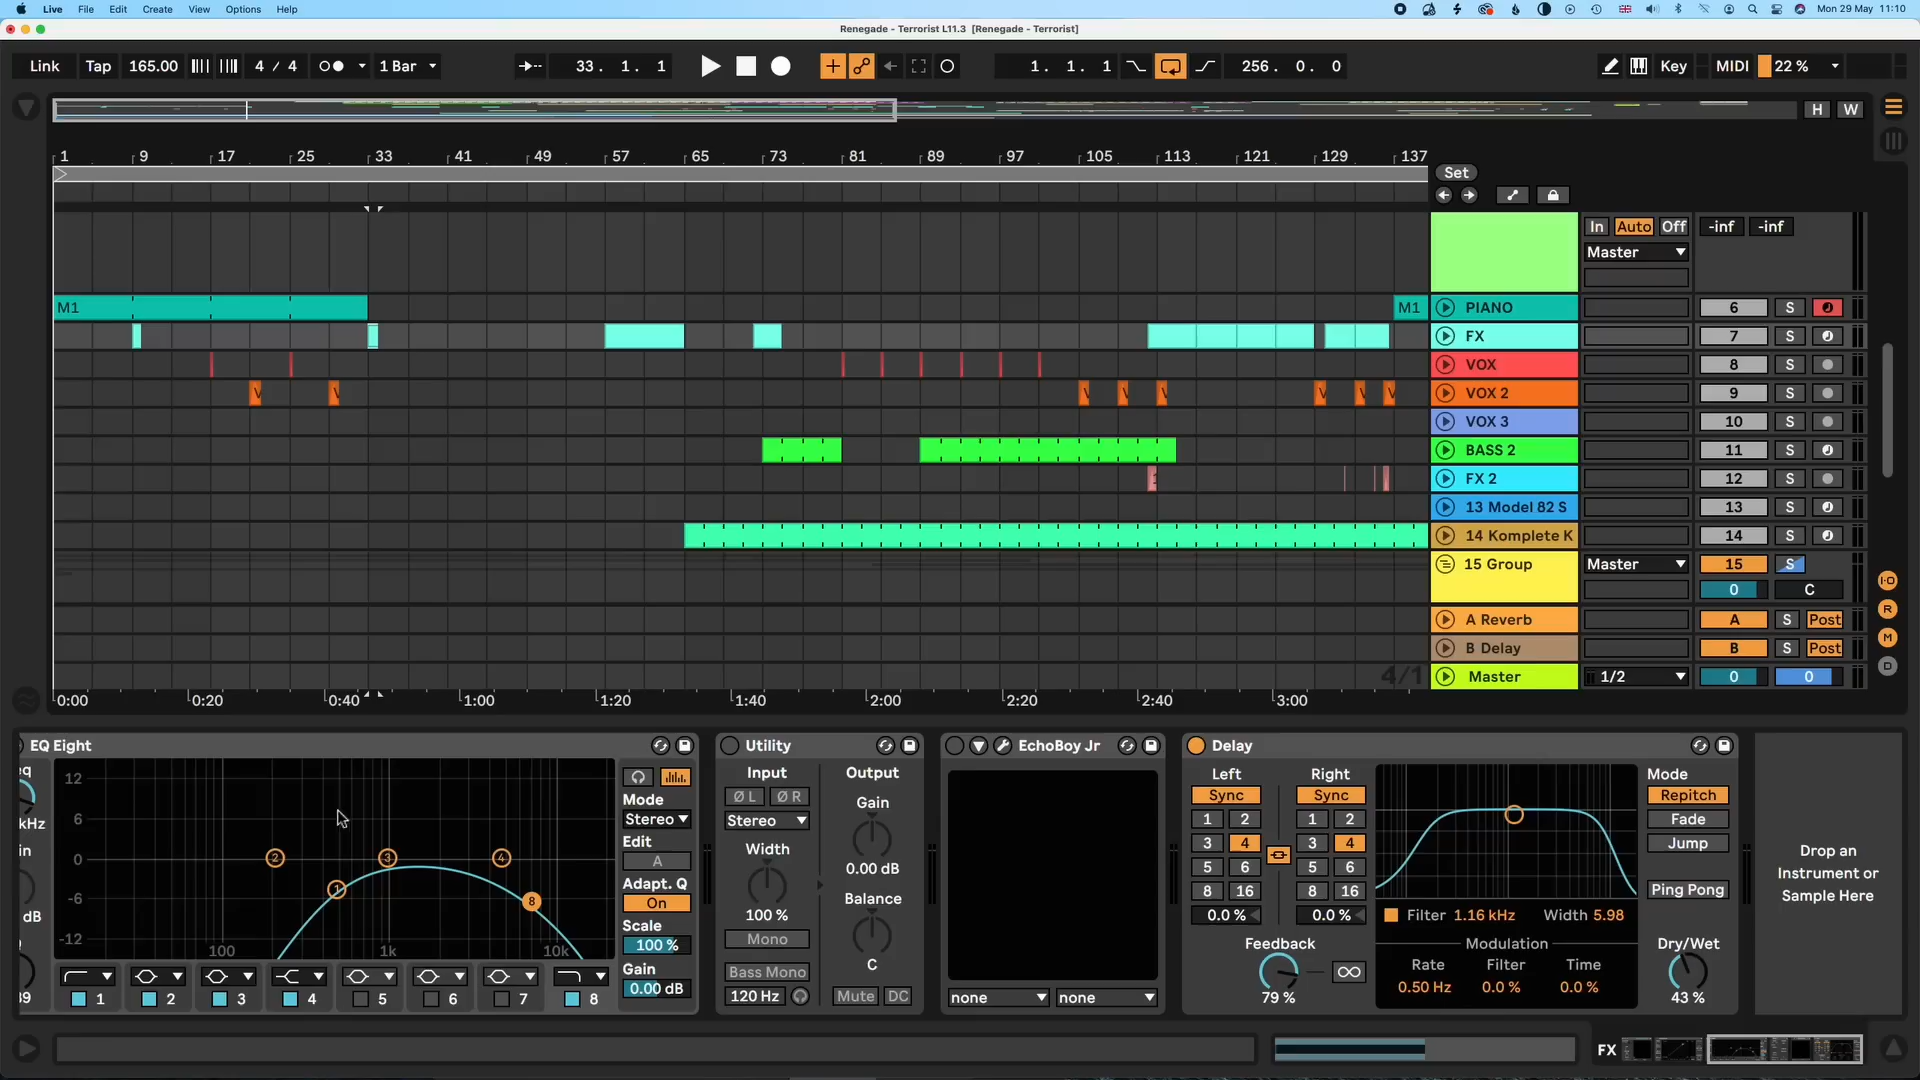 Live File Edit Create View Options Help Mon 29 May 11:10
Renegade - Terrorist L11.3 [Renegade - Terrorist]
Link Tap 165.00 4 / 4 1 Bar 33. 1. 1 1. 1. 1 256. 0. 0 Key MIDI 22 %
H W
1 9 17 25 33 41 49 57 65 73 81 89 97 105 113 121 129 137
Set
In Auto Off -inf -inf
Master
M1 M1 PIANO 6 S
FX 7 S
VOX 8 S
V V V V V V V V VOX 2 9 S
VOX 3 10 S
BASS 2 11 S
FX 2 12 S
13 Model 82 S 13 S
14 Komplete K 14 S
15 Group Master 15 S
0 C
A Reverb A S Post
B Delay B S Post
4/1 Master 1/2 0 0
0:00 0:20 0:40 1:00 1:20 1:40 2:00 2:20 2:40 3:00
I·O
R
M
D
EQ Eight Utility EchoBoy Jr Delay
eq 12 6 0 -6 -12 100 1k 10k
kHz
in
dB
1 2 3 4 8
Mode
Stereo
Edit
A
Adapt. Q
On
Scale
100 %
Gain
0.00 dB
1 2 3 4 5 6 7 8
Input Output
Ø L Ø R Gain
Stereo
Width 0.00 dB
Balance
100 %
Mono C
Bass Mono
120 Hz Mute DC
none none
Left Right
Sync Sync
1 2 1 2
3 4 3 4
5 6 5 6
8 16 8 16
0.0 % 0.0 %
Feedback
79 %
Filter 1.16 kHz Width 5.98
Modulation
Rate Filter Time
0.50 Hz 0.0 % 0.0 %
Mode
Repitch
Fade
Jump
Ping Pong
Dry/Wet
43 %
Drop an
Instrument or
Sample Here
FX